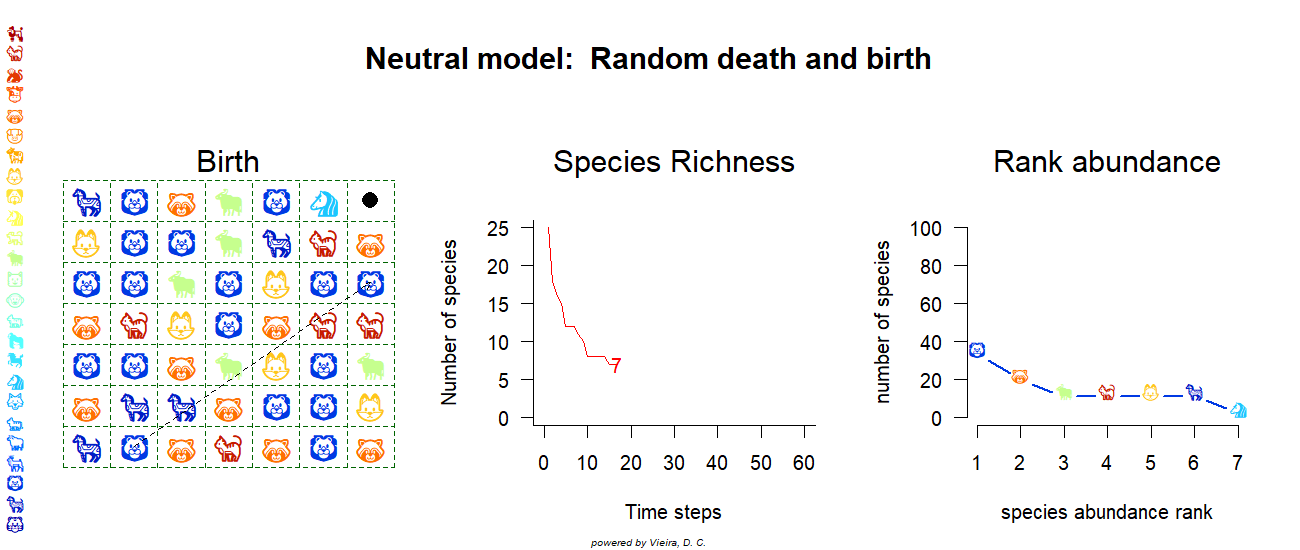 Neutral model:  Random death and birth
Birth
Species Richness
Rank abundance
Number of species
25
20
15
10
5
0
7
0 10 20 30 40 50 60
Time steps
number of species
100
80
60
40
20
0
1 2 3 4 5 6 7
species abundance rank
powered by Vieira, D. C.